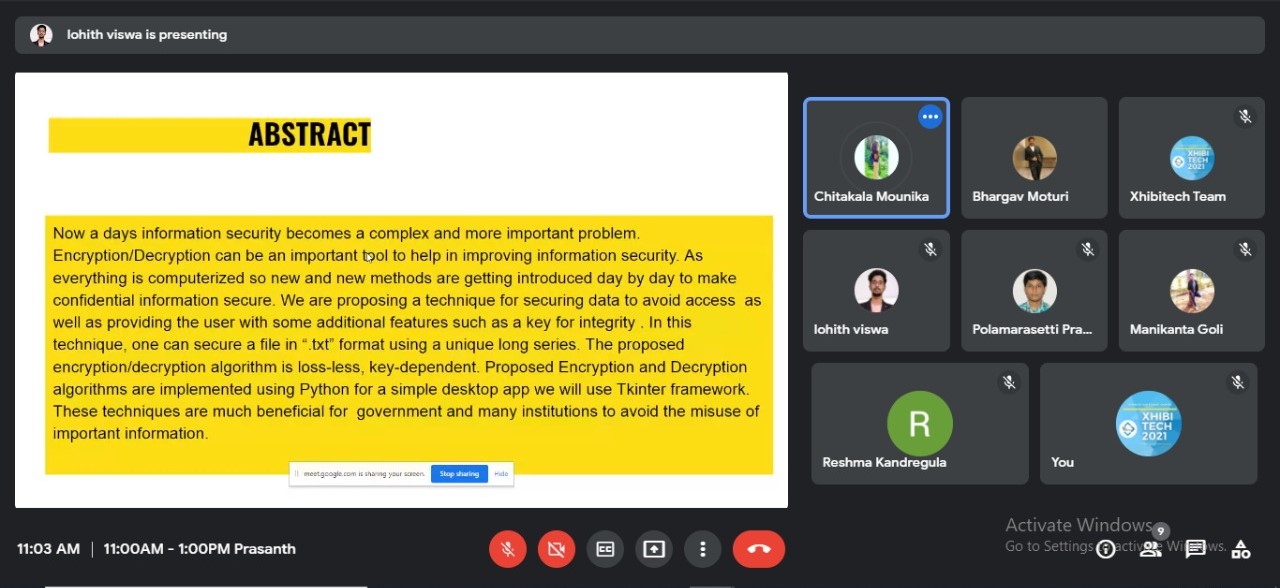 lohith viswa is presenting
ABSTRACT
Now a days information security becomes a complex and more important problem.
Encryption/Decryption can be an important tool to help in improving information security. As
everything is computerized so new and new methods are getting introduced day by day to make
confidential information secure. We are proposing a technique for securing data to avoid access as
well as providing the user with some additional features such as a key for integrity . In this
technique, one can secure a file in “.txt” format using a unique long series. The proposed
encryption/decryption algorithm is loss-less, key-dependent. Proposed Encryption and Decryption
algorithms are implemented using Python for a simple desktop app we will use Tkinter framework.
These techniques are much beneficial for government and many institutions to avoid the misuse of
important information.
meet.google.com is sharing your screen. Stop sharing Hide
Chitakala Mounika
Bhargav Moturi
XHIBI
TECH
2021
Xhibitech Team
lohith viswa
Polamarasetti Pra...
Manikanta Goli
R
Reshma Kandregula
XHIBI
TECH
2021
You
Activate Windows
Go to Settings to activate Windows.
9
11:03 AM | 11:00AM - 1:00PM Prasanth
CC